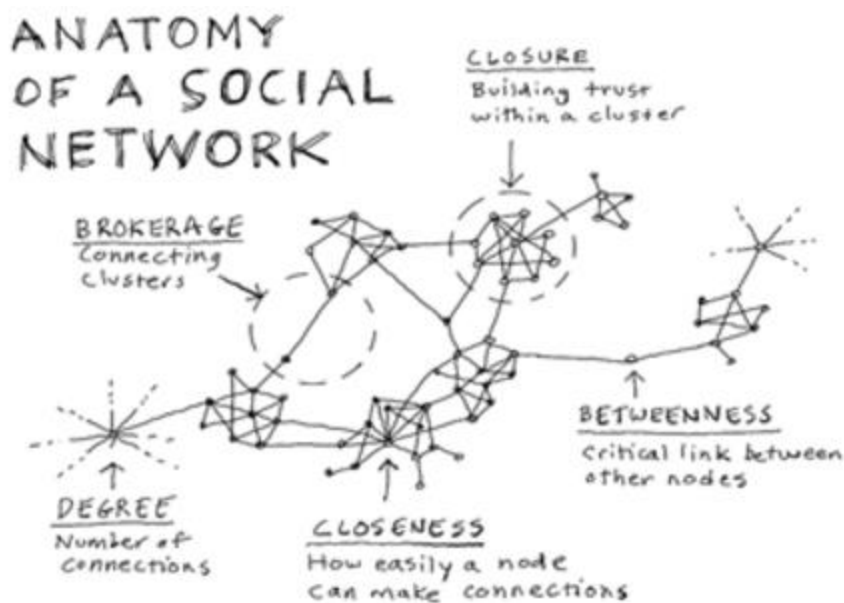 ANATOMY
OF A SOCIAL
NETWORK
CLOSURE
Building trust
within a cluster
BROKERAGE
Connecting
clusters
BETWEENNESS
Critical link between
other nodes
DEGREE
Number of
connections
CLOSENESS
How easily a node
can make connections